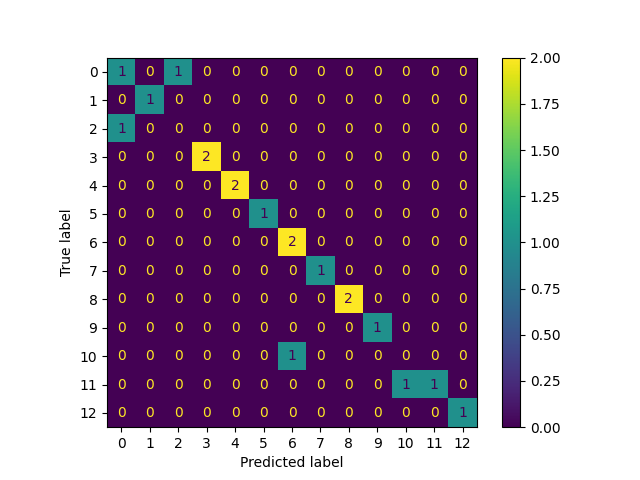 0 1 0 1 0 0 0 0 0 0 0 0 0 0
1 0 1 0 0 0 0 0 0 0 0 0 0 0
2 1 0 0 0 0 0 0 0 0 0 0 0 0
3 0 0 0 2 0 0 0 0 0 0 0 0 0
4 0 0 0 0 2 0 0 0 0 0 0 0 0
5 0 0 0 0 0 1 0 0 0 0 0 0 0
6 0 0 0 0 0 0 2 0 0 0 0 0 0
7 0 0 0 0 0 0 0 1 0 0 0 0 0
8 0 0 0 0 0 0 0 0 2 0 0 0 0
9 0 0 0 0 0 0 0 0 0 1 0 0 0
10 0 0 0 0 0 0 1 0 0 0 0 0 0
11 0 0 0 0 0 0 0 0 0 0 1 1 0
12 0 0 0 0 0 0 0 0 0 0 0 0 1
0 1 2 3 4 5 6 7 8 9 10 11 12
Predicted label
True label
2.00
1.75
1.50
1.25
1.00
0.75
0.50
0.25
0.00